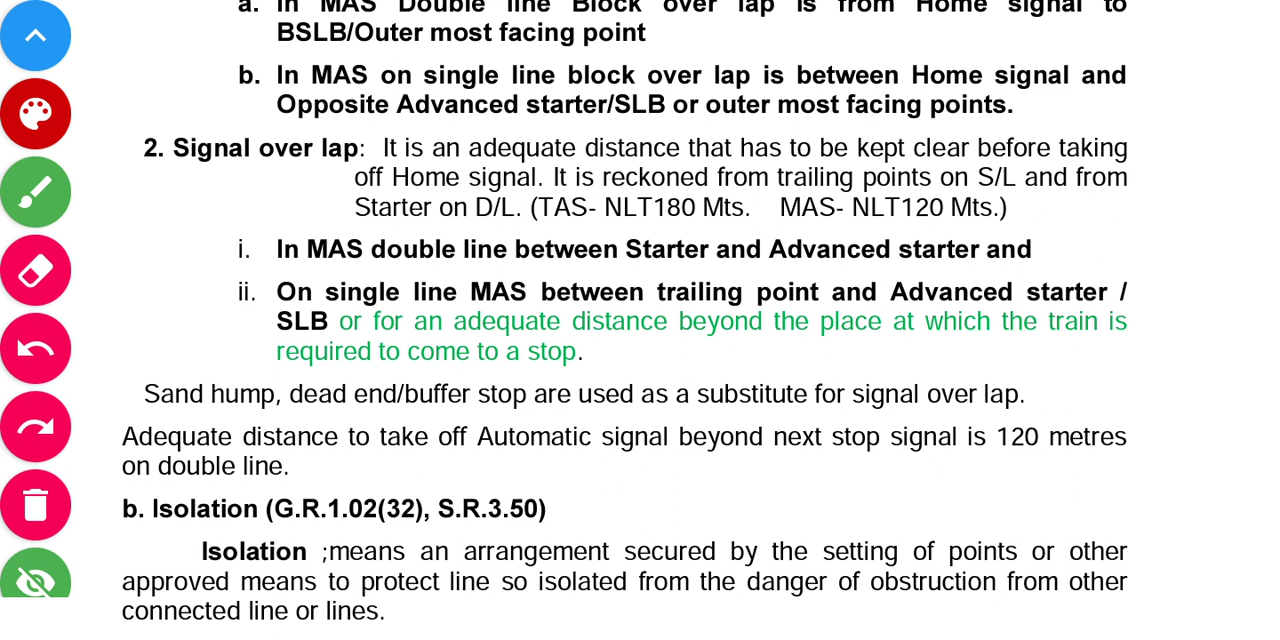 a. In MAS Double line Block over lap is from Home signal to
BSLB/Outer most facing point
b. In MAS on single line block over lap is between Home signal and
Opposite Advanced starter/SLB or outer most facing points.
2. Signal over lap: It is an adequate distance that has to be kept clear before taking
off Home signal. It is reckoned from trailing points on S/L and from
Starter on D/L. (TAS- NLT180 Mts. MAS- NLT120 Mts.)
i. In MAS double line between Starter and Advanced starter and
ii. On single line MAS between trailing point and Advanced starter /
SLB or for an adequate distance beyond the place at which the train is
required to come to a stop.
Sand hump, dead end/buffer stop are used as a substitute for signal over lap.
Adequate distance to take off Automatic signal beyond next stop signal is 120 metres
on double line.
b. Isolation (G.R.1.02(32), S.R.3.50)
Isolation ;means an arrangement secured by the setting of points or other
approved means to protect line so isolated from the danger of obstruction from other
connected line or lines.